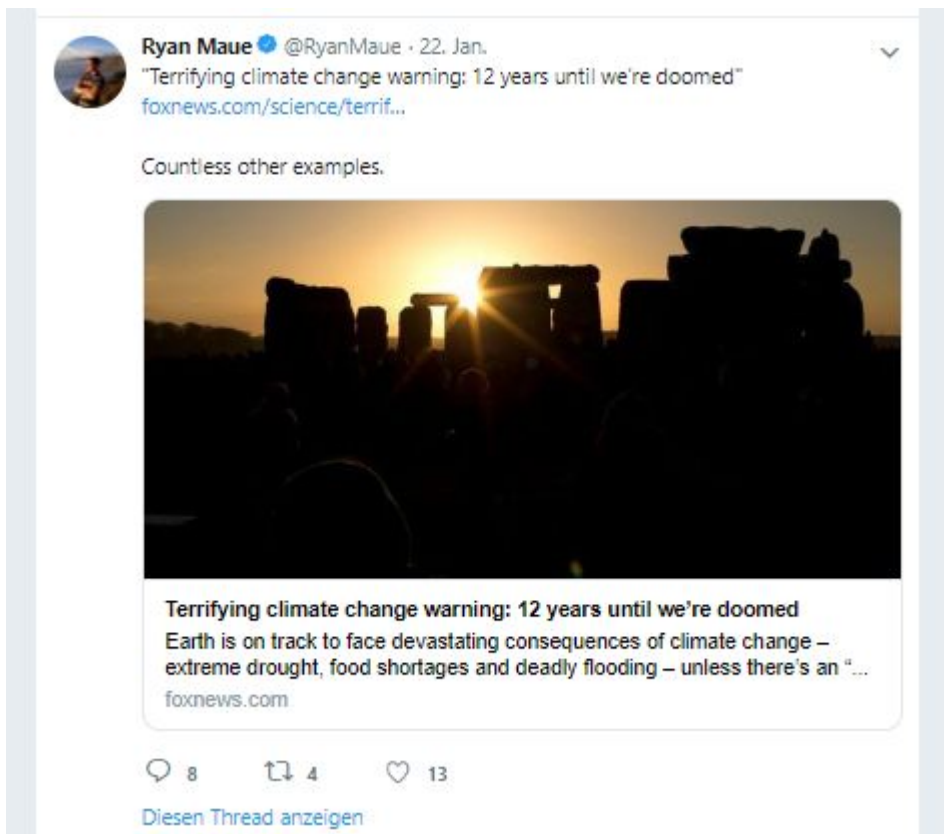 Ryan Maue @RyanMaue · 22. Jan.
"Terrifying climate change warning: 12 years until we're doomed"
foxnews.com/science/terrif...
Countless other examples.
Terrifying climate change warning: 12 years until we’re doomed
Earth is on track to face devastating consequences of climate change –
extreme drought, food shortages and deadly flooding – unless there’s an “...
foxnews.com
8 4 13
Diesen Thread anzeigen